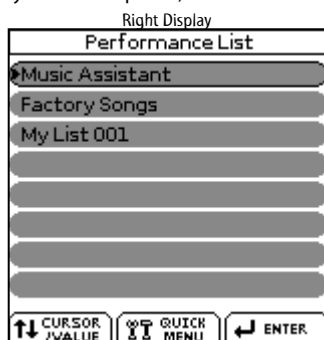 Right Display
Performance List
Music Assistant
Factory Songs
My List 001
CURSOR QUICK ENTER
/VALUE MENU